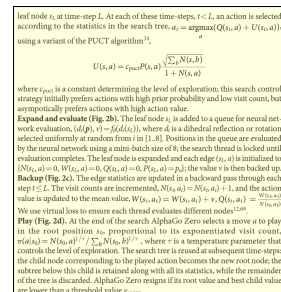 leaf node s_L at time-step L. At each of these time-steps, t<L, an action is selected
according to the statistics in the search tree, a_t = argmax_a (Q(s_t, a) + U(s_t, a))
using a variant of the PUCT algorithm²⁴,
U(s, a) = c_puct P(s, a) √(∑_b N(s, b)) / (1 + N(s, a))
where c_puct is a constant determining the level of exploration; this search control
strategy initially prefers actions with high prior probability and low visit count, but
asymptotically prefers actions with high action value.
Expand and evaluate (Fig. 2b). The leaf node s_L is added to a queue for neural net-
work evaluation, (d_i(p), v) = f_θ(d_i(s_L)), where d_i is a dihedral reflection or rotation
selected uniformly at random from i in [1..8]. Positions in the queue are evaluated
by the neural network using a mini-batch size of 8; the search thread is locked until
evaluation completes. The leaf node is expanded and each edge (s_L, a) is initialized to
{N(s_L, a) = 0, W(s_L, a) = 0, Q(s_L, a) = 0, P(s_L, a) = p_a}; the value v is then backed up.
Backup (Fig. 2c). The edge statistics are updated in a backward pass through each
step t ≤ L. The visit counts are incremented, N(s_t, a_t) = N(s_t, a_t) + 1, and the action
value is updated to the mean value, W(s_t, a_t) = W(s_t, a_t) + v, Q(s_t, a_t) = W(s_t, a_t) / N(s_t, a_t)
We use virtual loss to ensure each thread evaluates different nodes¹²,⁶⁹.
Play (Fig. 2d). At the end of the search AlphaGo Zero selects a move a to play
in the root position s_0, proportional to its exponentiated visit count,
π(a|s_0) = N(s_0, a)^1/τ / ∑_b N(s_0, b)^1/τ, where τ is a temperature parameter that
controls the level of exploration. The search tree is reused at subsequent time-steps:
the child node corresponding to the played action becomes the new root node; the
subtree below this child is retained along with all its statistics, while the remainder
of the tree is discarded. AlphaGo Zero resigns if its root value and best child value
are lower than a threshold value